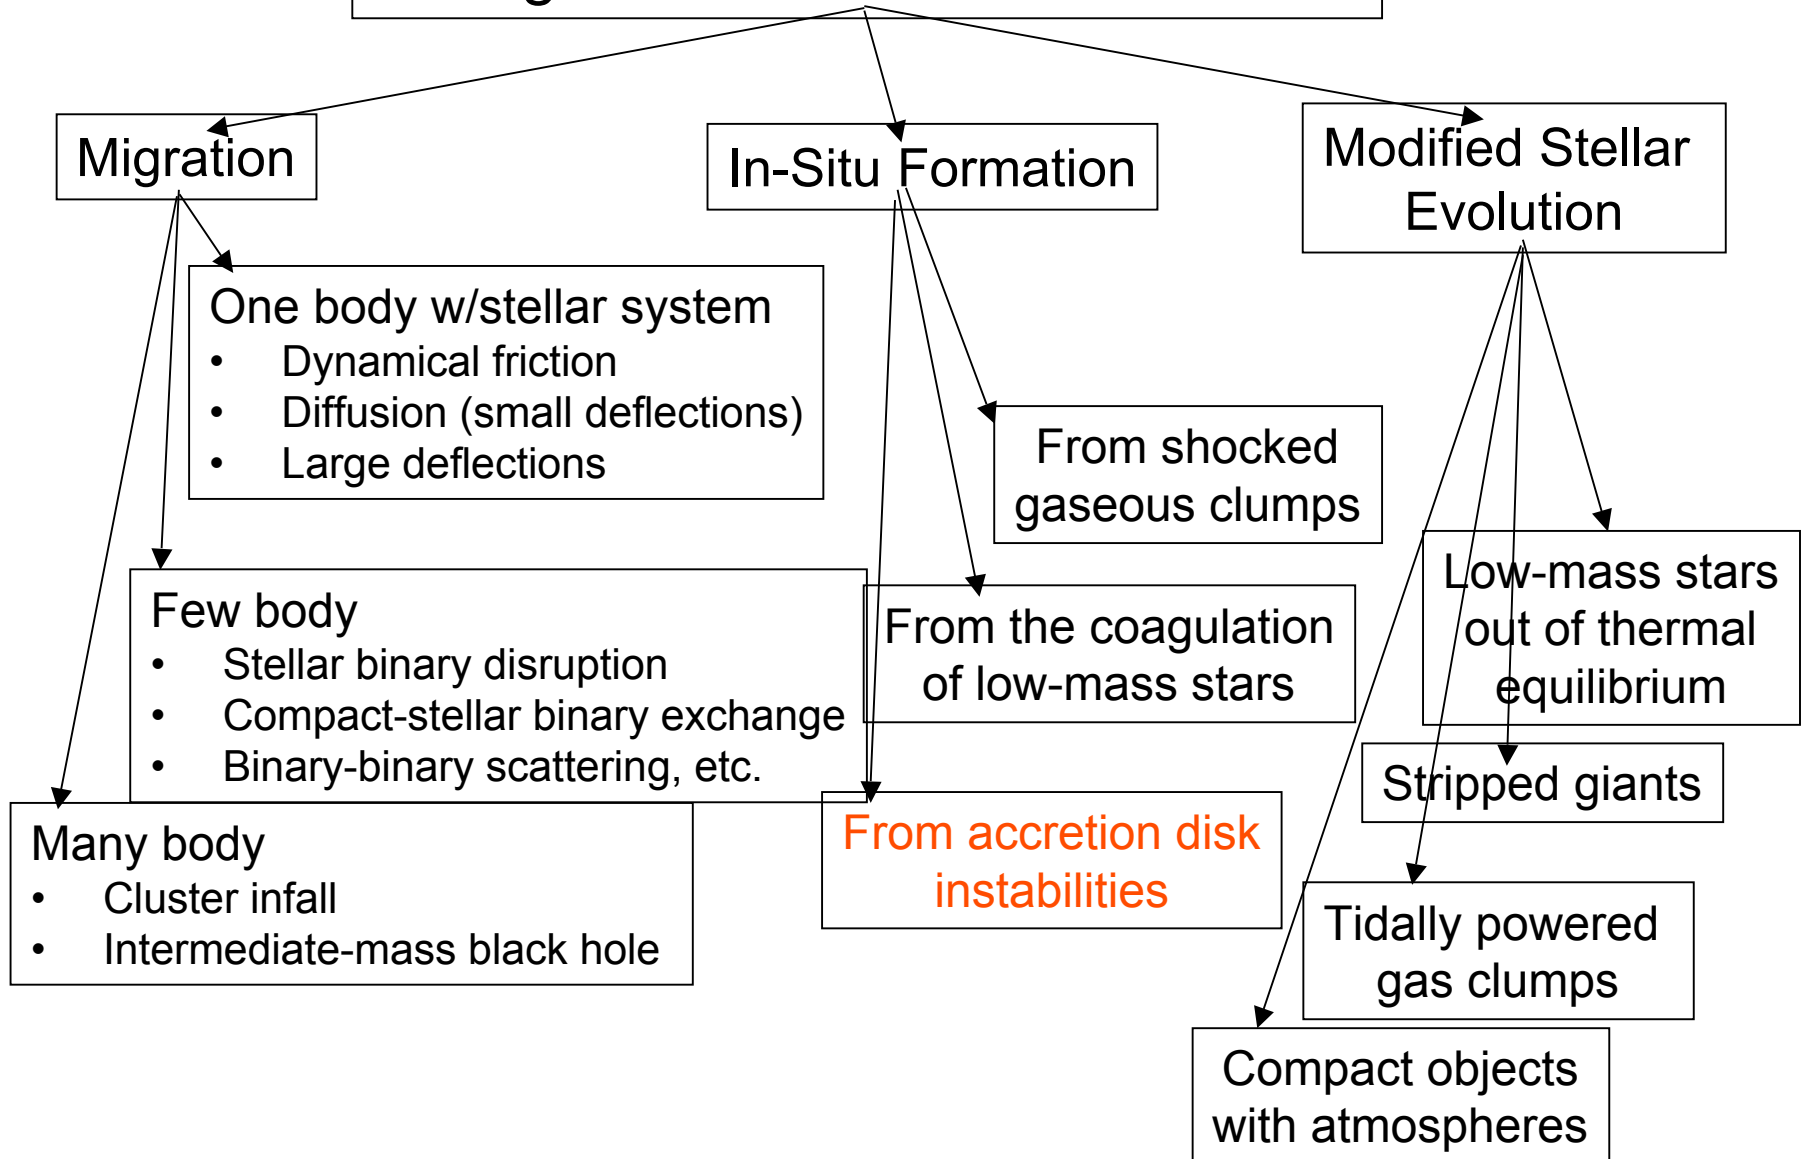 Migration
In-Situ Formation
Modified Stellar
Evolution
One body w/stellar system
• Dynamical friction
• Diffusion (small deflections)
• Large deflections
From shocked
gaseous clumps
Low-mass stars
out of thermal
equilibrium
Few body
• Stellar binary disruption
• Compact-stellar binary exchange
• Binary-binary scattering, etc.
From the coagulation
of low-mass stars
Stripped giants
Many body
• Cluster infall
• Intermediate-mass black hole
From accretion disk
instabilities
Tidally powered
gas clumps
Compact objects
with atmospheres